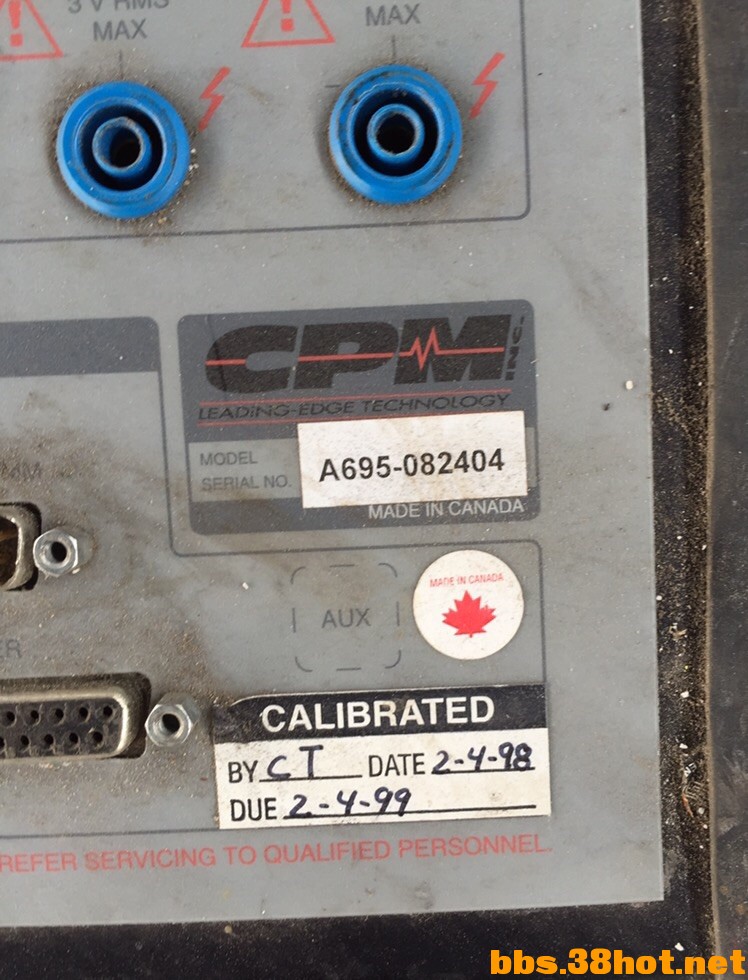 3 V RMS
MAX
MAX
CPM
LEADING-EDGE TECHNOLOGY
MODEL
SERIAL NO.
A695-082404
MADE IN CANADA
MADE IN CANADA
AUX
ER
CALIBRATED
BY CT DATE 2-4-98
DUE 2-4-99
REFER SERVICING TO QUALIFIED PERSONNEL.
bbs.38hot.net